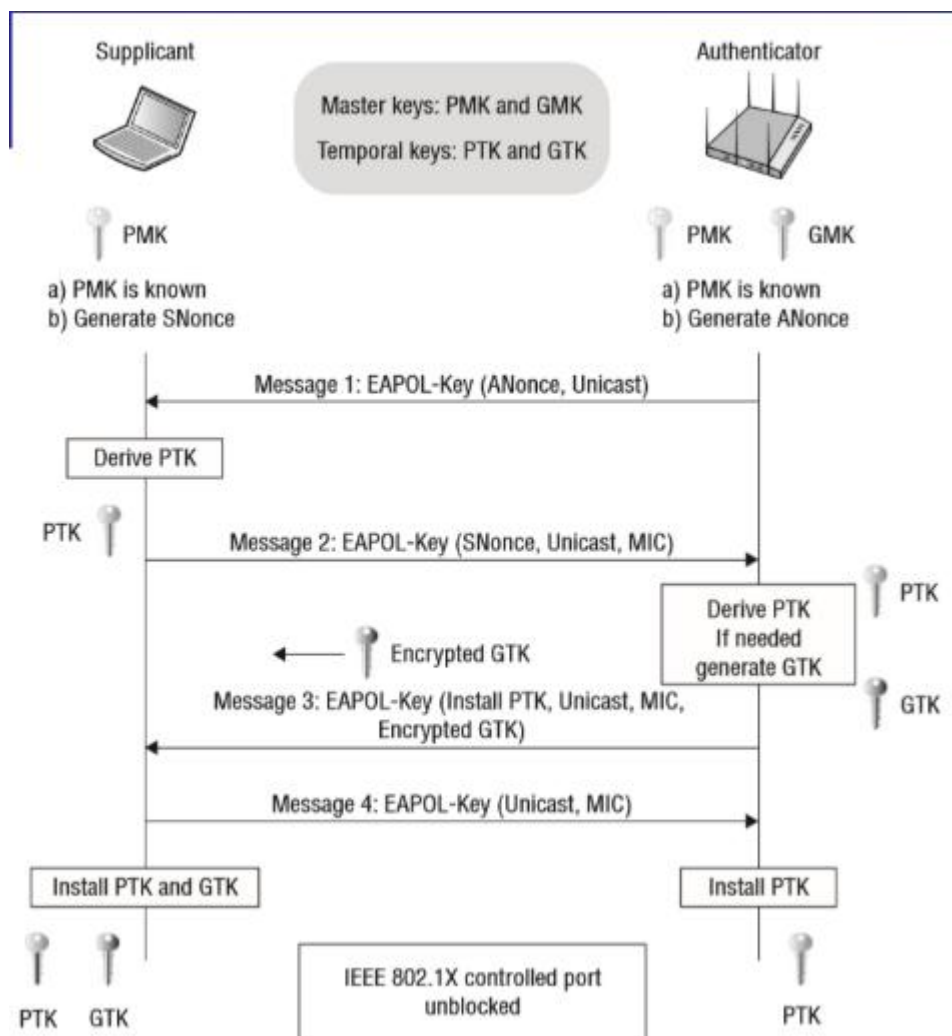 Supplicant
Authenticator
Master keys: PMK and GMK
Temporal keys: PTK and GTK
PMK
PMK
GMK
a) PMK is known
b) Generate SNonce
a) PMK is known
b) Generate ANonce
Message 1: EAPOL-Key (ANonce, Unicast)
Derive PTK
PTK
Message 2: EAPOL-Key (SNonce, Unicast, MIC)
Derive PTK
If needed
generate GTK
PTK
Encrypted GTK
GTK
Message 3: EAPOL-Key (Install PTK, Unicast, MIC,
Encrypted GTK)
Message 4: EAPOL-Key (Unicast, MIC)
Install PTK and GTK
Install PTK
IEEE 802.1X controlled port
unblocked
PTK
GTK
PTK